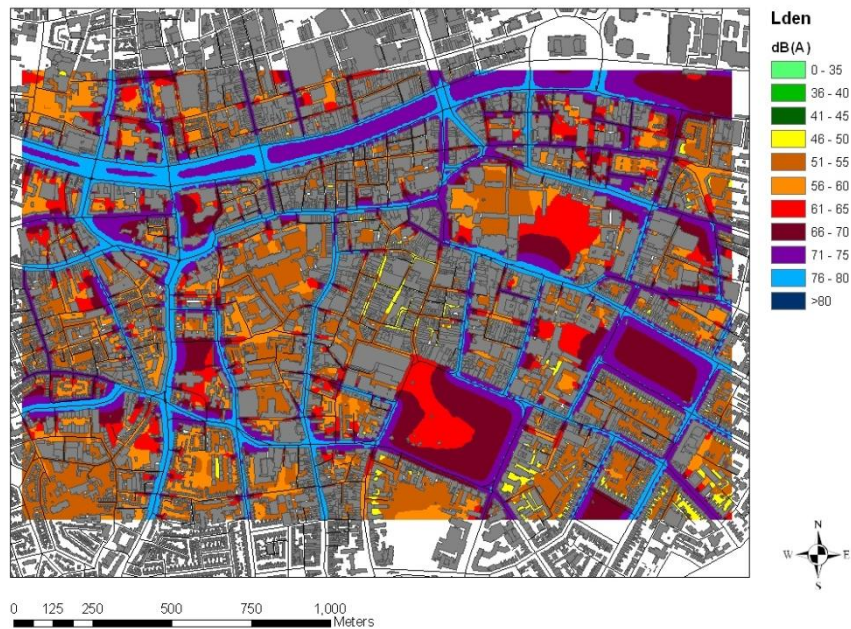 Lden
dB(A)
0 - 35
36 - 40
41 - 45
46 - 50
51 - 55
56 - 60
61 - 65
66 - 70
71 - 75
76 - 80
>80
N
W E
S
0 125 250 500 750 1,000
Meters